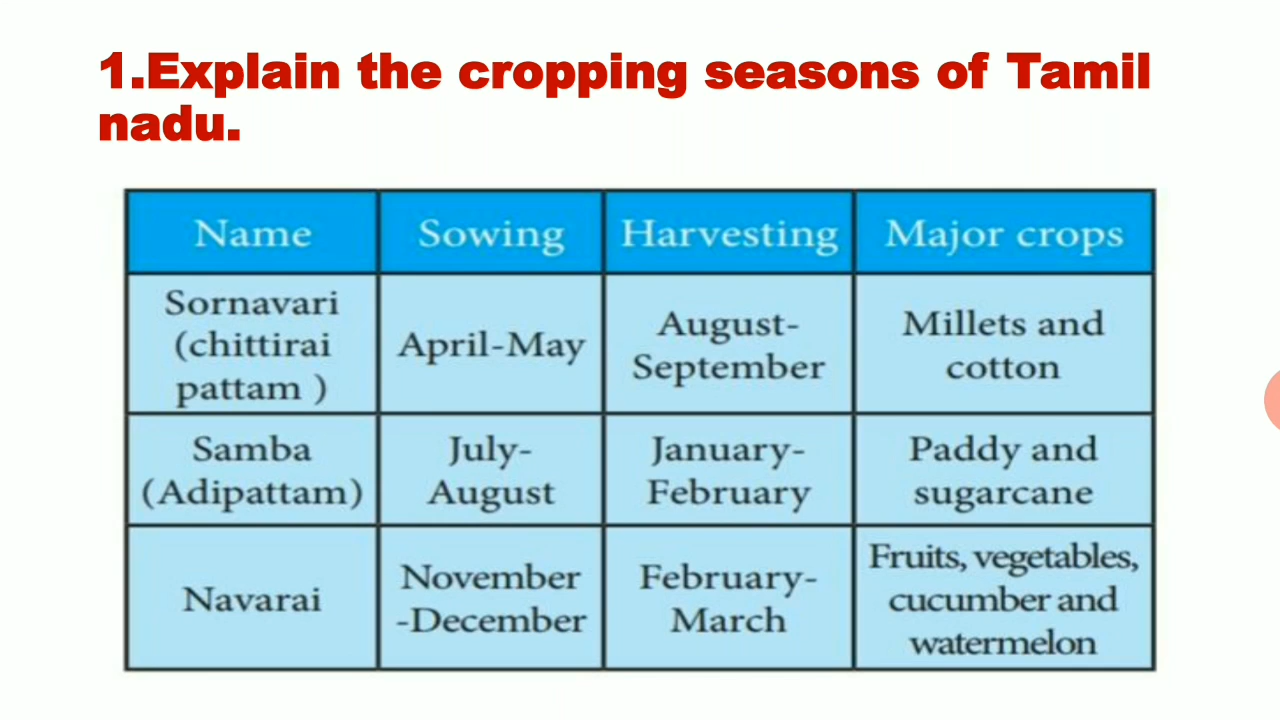 1.Explain the cropping seasons of Tamil
nadu.
Name
Sowing
Harvesting
Major crops
Sornavari
(chittirai
pattam )
April-May
August-
September
Millets and
cotton
Samba
(Adipattam)
July-
August
January-
February
Paddy and
sugarcane
Navarai
November
-December
February-
March
Fruits, vegetables,
cucumber and
watermelon